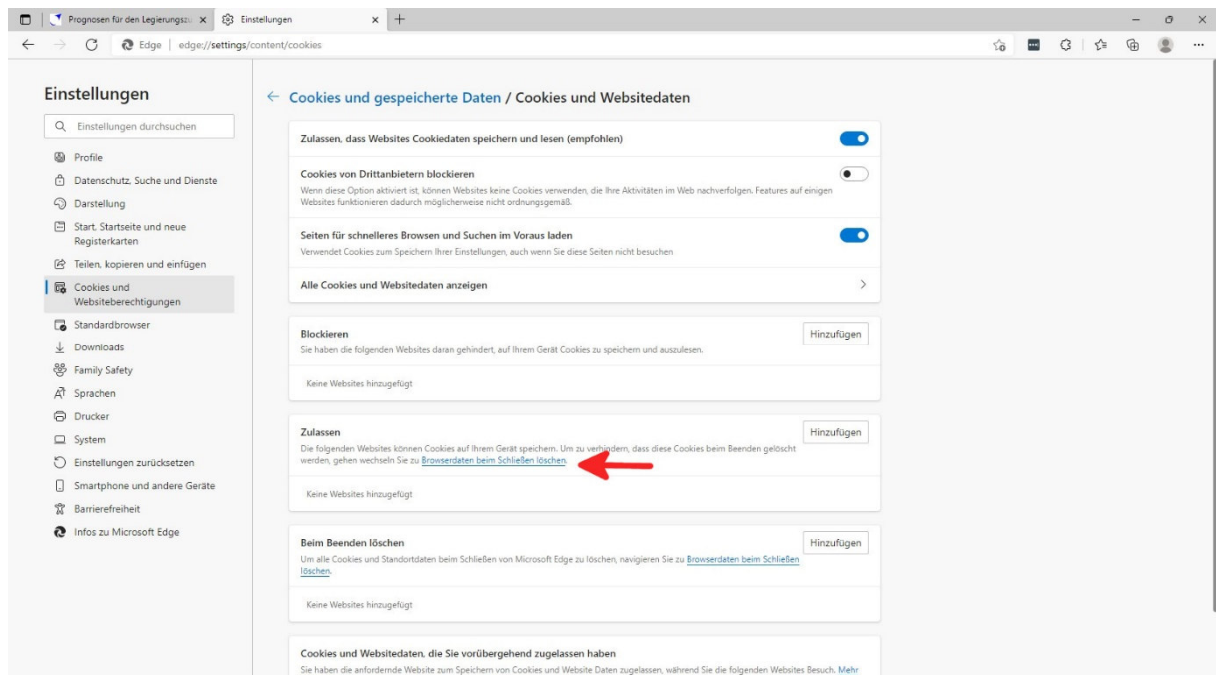 Prognosen für den Legierungszu
Einstellungen
Edge | edge://settings/content/cookies
Einstellungen
Einstellungen durchsuchen
Profile
Datenschutz, Suche und Dienste
Darstellung
Start, Startseite und neue
Registerkarten
Teilen, kopieren und einfügen
Cookies und
Websiteberechtigungen
Standardbrowser
Downloads
Family Safety
Sprachen
Drucker
System
Einstellungen zurücksetzen
Smartphone und andere Geräte
Barrierefreiheit
Infos zu Microsoft Edge
Cookies und gespeicherte Daten / Cookies und Websitedaten
Zulassen, dass Websites Cookiedaten speichern und lesen (empfohlen)
Cookies von Drittanbietern blockieren
Wenn diese Option aktiviert ist, können Websites keine Cookies verwenden, die Ihre Aktivitäten im Web nachverfolgen. Features auf einigen
Websites funktionieren dadurch möglicherweise nicht ordnungsgemäß.
Seiten für schnelleres Browsen und Suchen im Voraus laden
Verwendet Cookies zum Speichern Ihrer Einstellungen, auch wenn Sie diese Seiten nicht besuchen
Alle Cookies und Websitedaten anzeigen
Blockieren
Hinzufügen
Sie haben die folgenden Websites daran gehindert, auf Ihrem Gerät Cookies zu speichern und auszulesen.
Keine Websites hinzugefügt
Zulassen
Hinzufügen
Die folgenden Websites können Cookies auf Ihrem Gerät speichern. Um zu verhindern, dass diese Cookies beim Beenden gelöscht
werden, gehen wechseln Sie zu Browserdaten beim Schließen löschen.
Keine Websites hinzugefügt
Beim Beenden löschen
Hinzufügen
Um alle Cookies und Standortdaten beim Schließen von Microsoft Edge zu löschen, navigieren Sie zu Browserdaten beim Schließen
löschen.
Keine Websites hinzugefügt
Cookies und Websitedaten, die Sie vorübergehend zugelassen haben
Sie haben die anfordernde Website zum Speichern von Cookies und Website Daten zugelassen, während Sie die folgenden Websites Besuch. Mehr